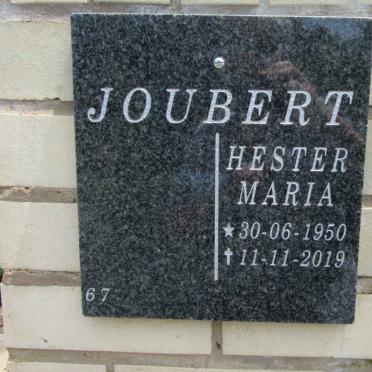 JOUBERT
HESTER
MARIA
★30-06-1950
✝11-11-2019
67